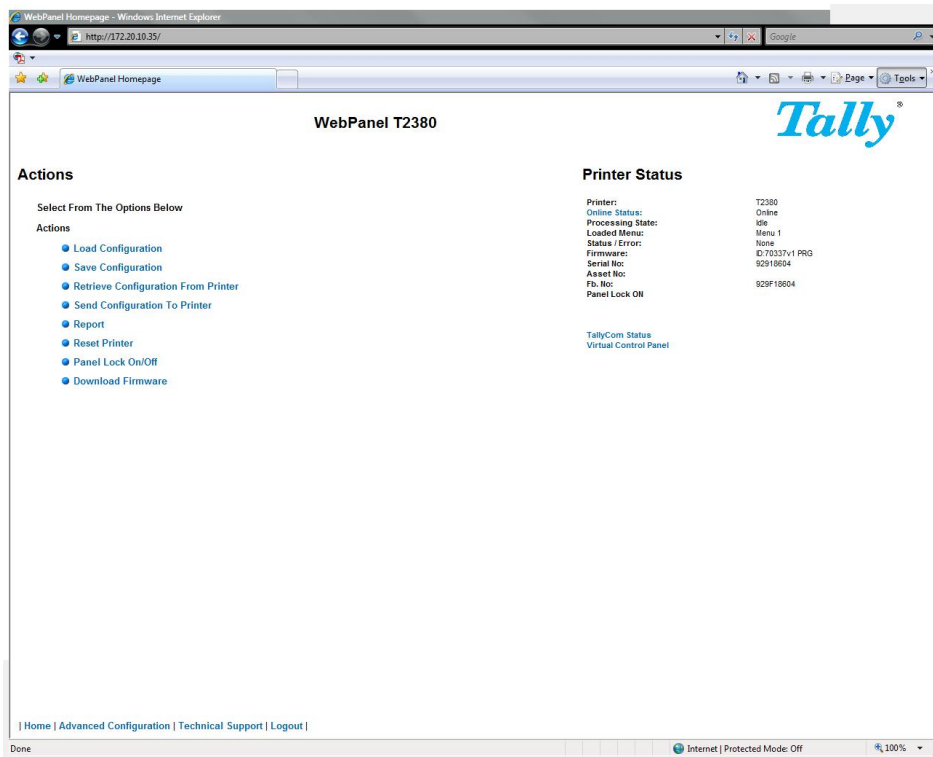 WebPanel Homepage - Windows Internet Explorer
http://172.20.10.35/
Google
WebPanel Homepage
Page
Tools
WebPanel T2380
Tally®
Actions
Printer Status
Select From The Options Below
Actions
Load Configuration
Save Configuration
Retrieve Configuration From Printer
Send Configuration To Printer
Report
Reset Printer
Panel Lock On/Off
Download Firmware
Printer: T2380
Online Status: Online
Processing State: Idle
Loaded Menu: Menu 1
Status / Error: None
Firmware: ID:70337v1 PRG
Serial No: 92918604
Asset No:
Fb. No: 929F18604
Panel Lock ON
TallyCom Status
Virtual Control Panel
| Home | Advanced Configuration | Technical Support | Logout |
Done
Internet | Protected Mode: Off
100%